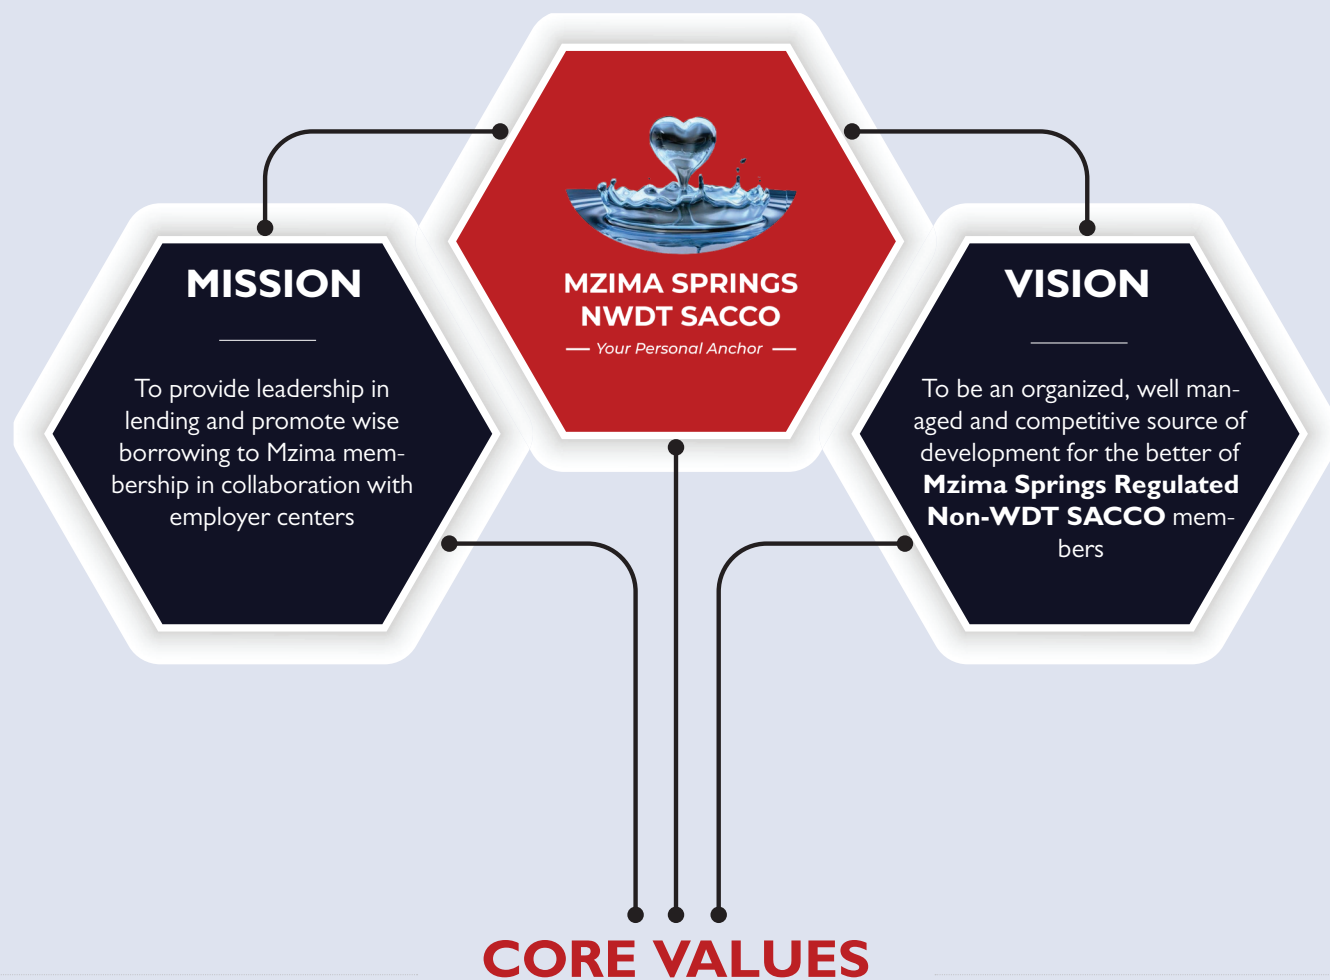 MZIMA SPRINGS
NWDT SACCO
Your Personal Anchor
MISSION
To provide leadership in
lending and promote wise
borrowing to Mzima mem-
bership in collaboration with
employer centers
VISION
To be an organized, well man-
aged and competitive source of
development for the better of
Mzima Springs Regulated
Non-WDT SACCO mem-
bers
CORE VALUES